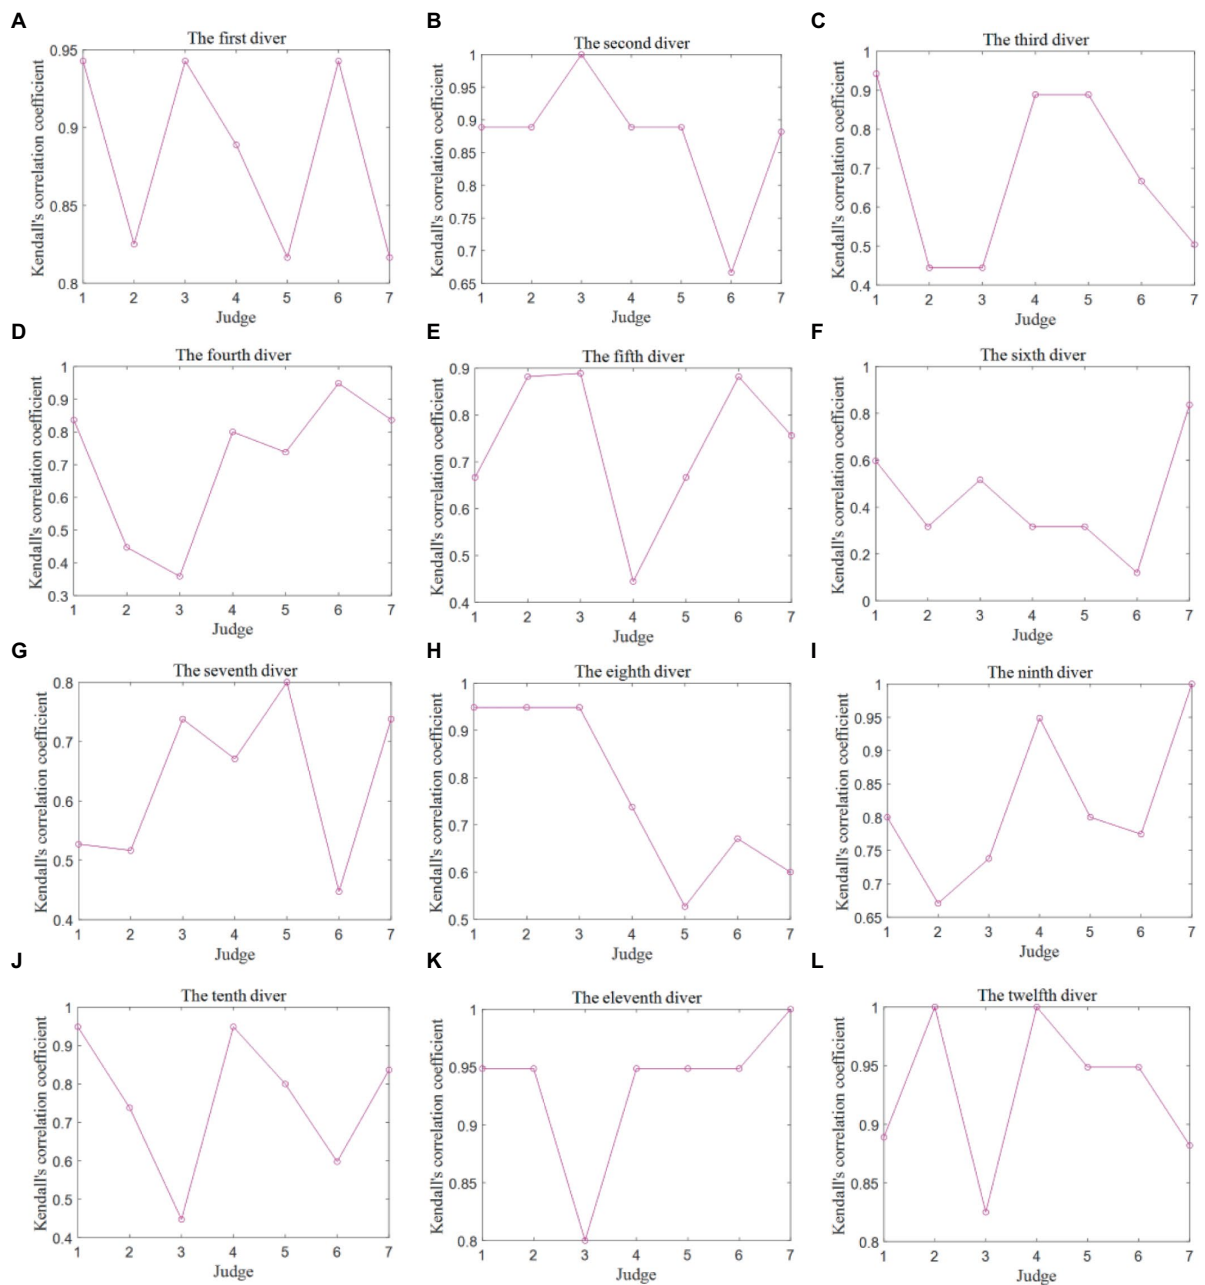 A
The first diver
Kendall's correlation coefficient
0.95
0.9
0.85
0.8
1 2 3 4 5 6 7
Judge
B
The second diver
Kendall's correlation coefficient
1
0.95
0.9
0.85
0.8
0.75
0.7
0.65
1 2 3 4 5 6 7
Judge
C
The third diver
Kendall's correlation coefficient
1
0.9
0.8
0.7
0.6
0.5
0.4
1 2 3 4 5 6 7
Judge
D
The fourth diver
Kendall's correlation coefficient
1
0.9
0.8
0.7
0.6
0.5
0.4
0.3
1 2 3 4 5 6 7
Judge
E
The fifth diver
Kendall's correlation coefficient
0.9
0.8
0.7
0.6
0.5
0.4
1 2 3 4 5 6 7
Judge
F
The sixth diver
Kendall's correlation coefficient
1
0.8
0.6
0.4
0.2
0
1 2 3 4 5 6 7
Judge
G
The seventh diver
Kendall's correlation coefficient
0.8
0.7
0.6
0.5
0.4
1 2 3 4 5 6 7
Judge
H
The eighth diver
Kendall's correlation coefficient
1
0.9
0.8
0.7
0.6
0.5
1 2 3 4 5 6 7
Judge
I
The ninth diver
Kendall's correlation coefficient
1
0.95
0.9
0.85
0.8
0.75
0.7
0.65
1 2 3 4 5 6 7
Judge
J
The tenth diver
Kendall's correlation coefficient
1
0.9
0.8
0.7
0.6
0.5
0.4
1 2 3 4 5 6 7
Judge
K
The eleventh diver
Kendall's correlation coefficient
1
0.95
0.9
0.85
0.8
1 2 3 4 5 6 7
Judge
L
The twelfth diver
Kendall's correlation coefficient
1
0.95
0.9
0.85
0.8
1 2 3 4 5 6 7
Judge